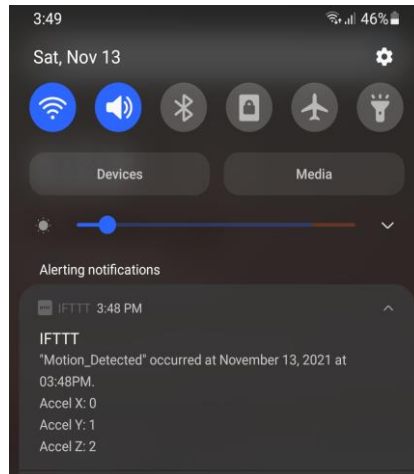 3:49 46%
Sat, Nov 13
Devices Media
Alerting notifications
IFTTT 3:48 PM
IFTTT
"Motion_Detected" occurred at November 13, 2021 at
03:48PM.
Accel X: 0
Accel Y: 1
Accel Z: 2